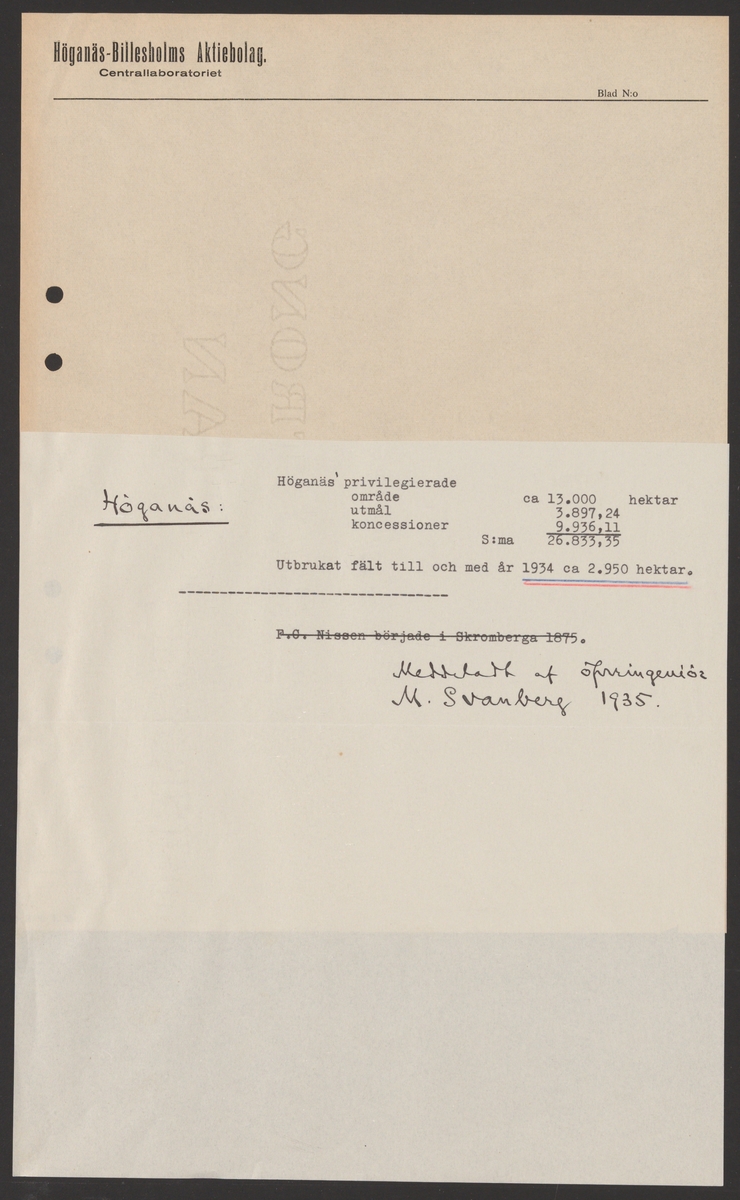 Höganäs-Billesholms Aktiebolag.
Centrallaboratoriet
Blad N:o
Höganäs:
Höganäs' privilegierade
område ca 13.000 hektar
utmål 3.897,24
koncessioner 9.936,11
S:ma 26.833,35
Utbrukat fält till och med år 1934 ca 2.950 hektar.
---------------------------------
F.C. Nissen började i Skromberga 1875.
Meddeladt af öfveringeniör
M. Svanberg 1935.